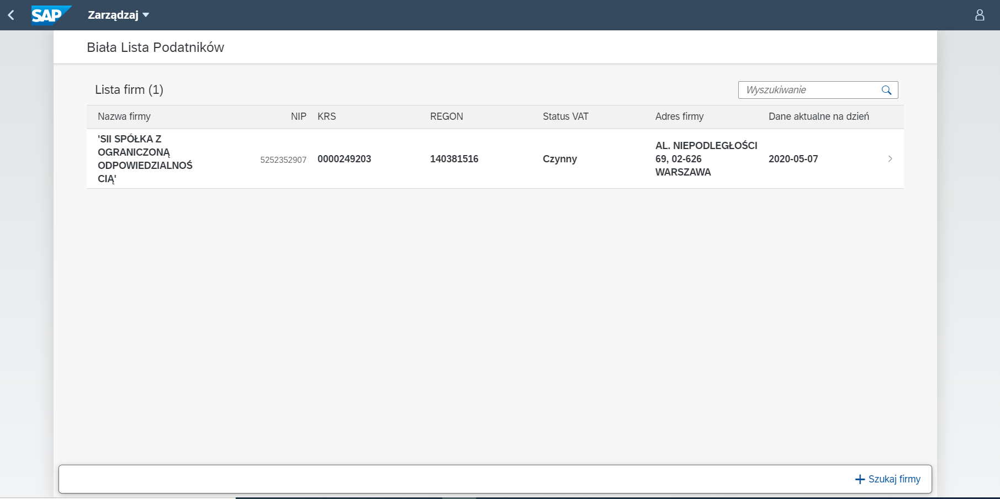 SAP Zarządzaj
Biała Lista Podatników
Lista firm (1)
Wyszukiwanie
Nazwa firmy NIP KRS REGON Status VAT Adres firmy Dane aktualne na dzień
'SII SPÓŁKA Z
OGRANICZONĄ
ODPOWIEDZIALNOŚ
CIĄ'
5252352907
0000249203
140381516
Czynny
AL. NIEPODLEGŁOŚCI
69, 02-626
WARSZAWA
2020-05-07
Szukaj firmy